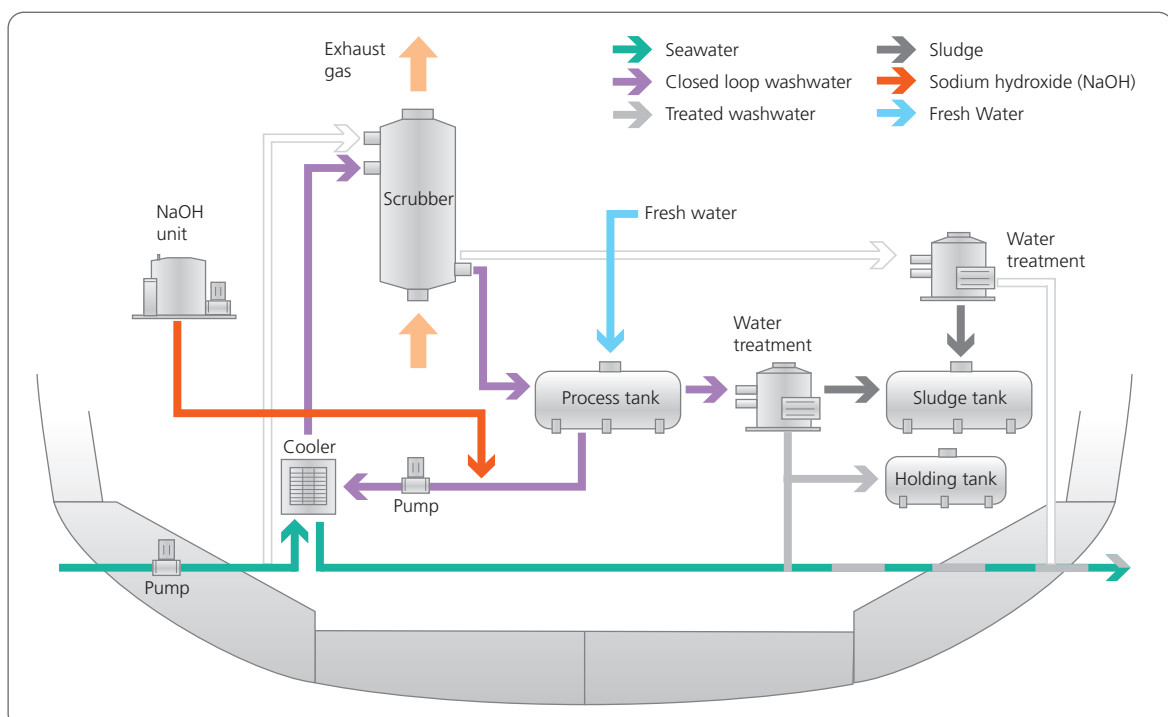 Exhaust
gas
Seawater
Closed loop washwater
Treated washwater
Sludge
Sodium hydroxide (NaOH)
Fresh Water
Scrubber
NaOH
unit
Fresh water
Water
treatment
Water
treatment
Process tank
Sludge tank
Cooler
Holding tank
Pump
Pump